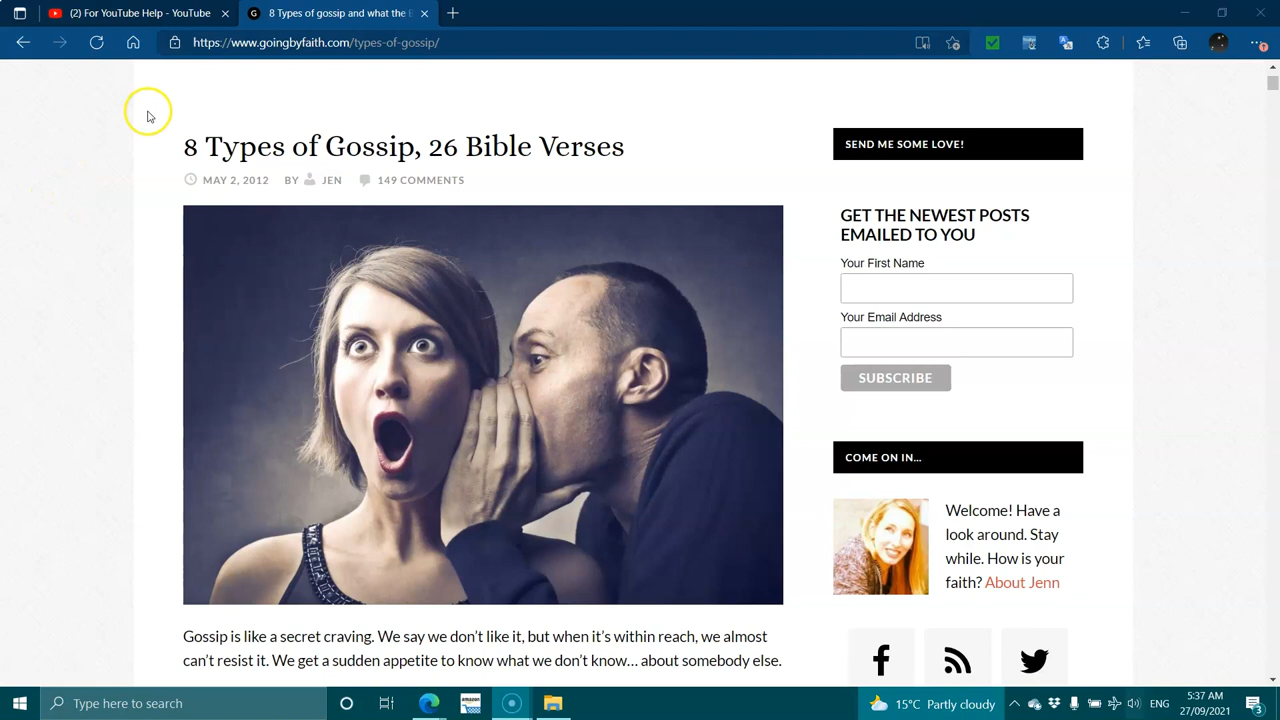 (2) For YouTube Help - YouTube
8 Types of gossip and what the
https://www.goingbyfaith.com/types-of-gossip/
8 Types of Gossip, 26 Bible Verses
MAY 2, 2012 BY JEN 149 COMMENTS
SEND ME SOME LOVE!
GET THE NEWEST POSTS
EMAILED TO YOU
Your First Name
Your Email Address
SUBSCRIBE
COME ON IN...
Welcome! Have a
look around. Stay
while. How is your
faith? About Jenn
Gossip is like a secret craving. We say we don’t like it, but when it’s within reach, we almost
can’t resist it. We get a sudden appetite to know what we don’t know… about somebody else.
Type here to search
amazon
15°C Partly cloudy
ENG
5:37 AM
27/09/2021
3